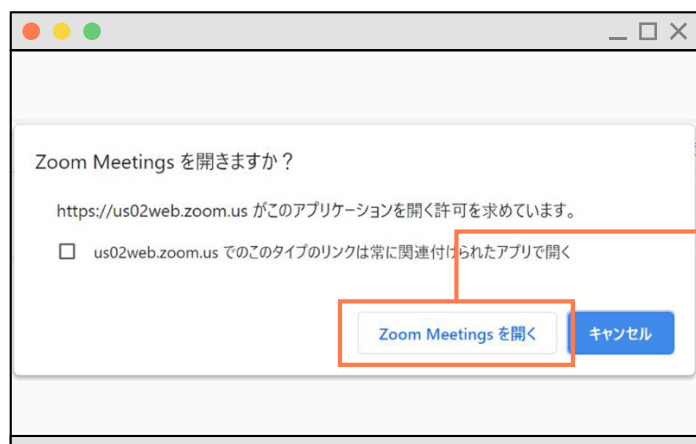 Zoom Meetings を開きますか？
https://us02web.zoom.us がこのアプリケーションを開く許可を求めています。
us02web.zoom.us でのこのタイプのリンクは常に関連付けられたアプリで開く
Zoom Meetings を開く キャンセル